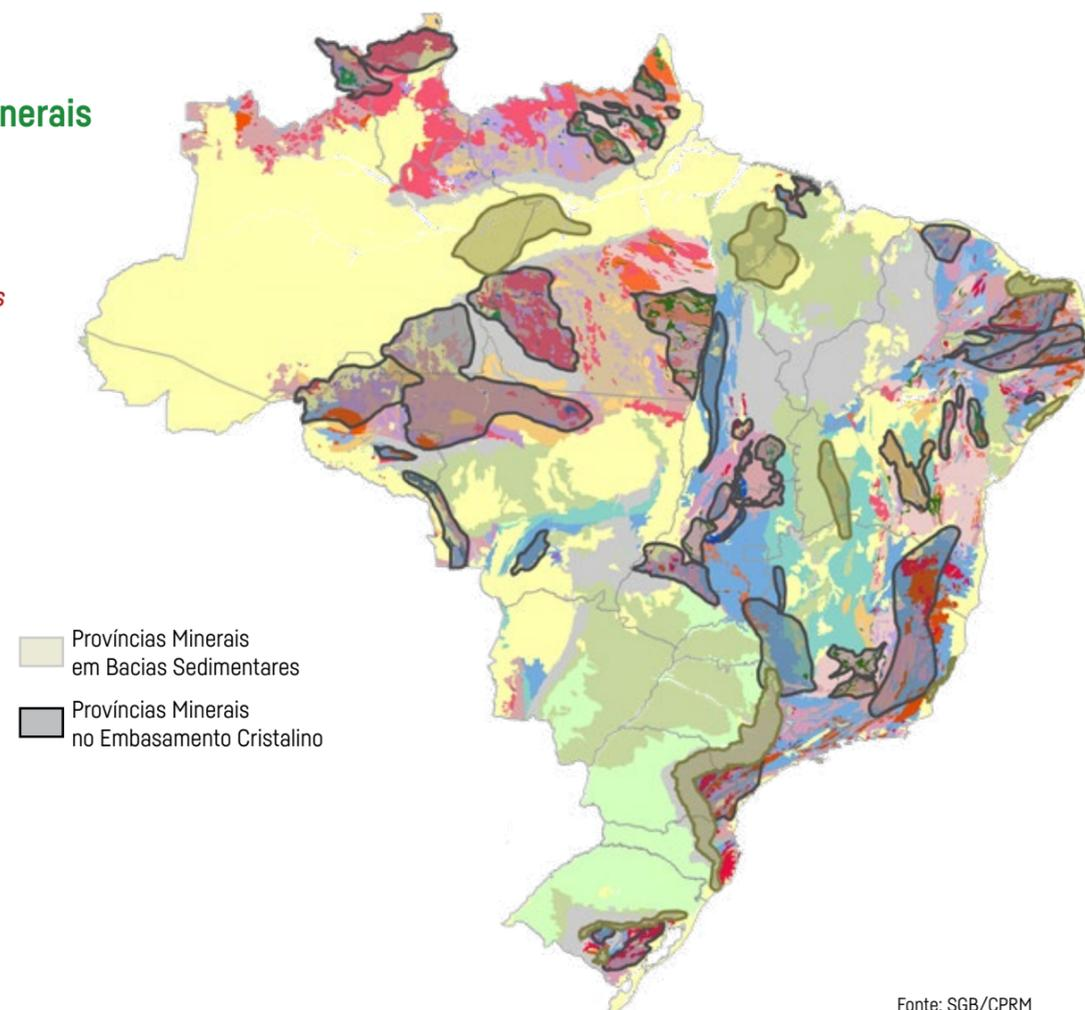 nerais
s
Províncias Minerais
em Bacias Sedimentares
Províncias Minerais
no Embasamento Cristalino
Fonte: SGB/CPRM